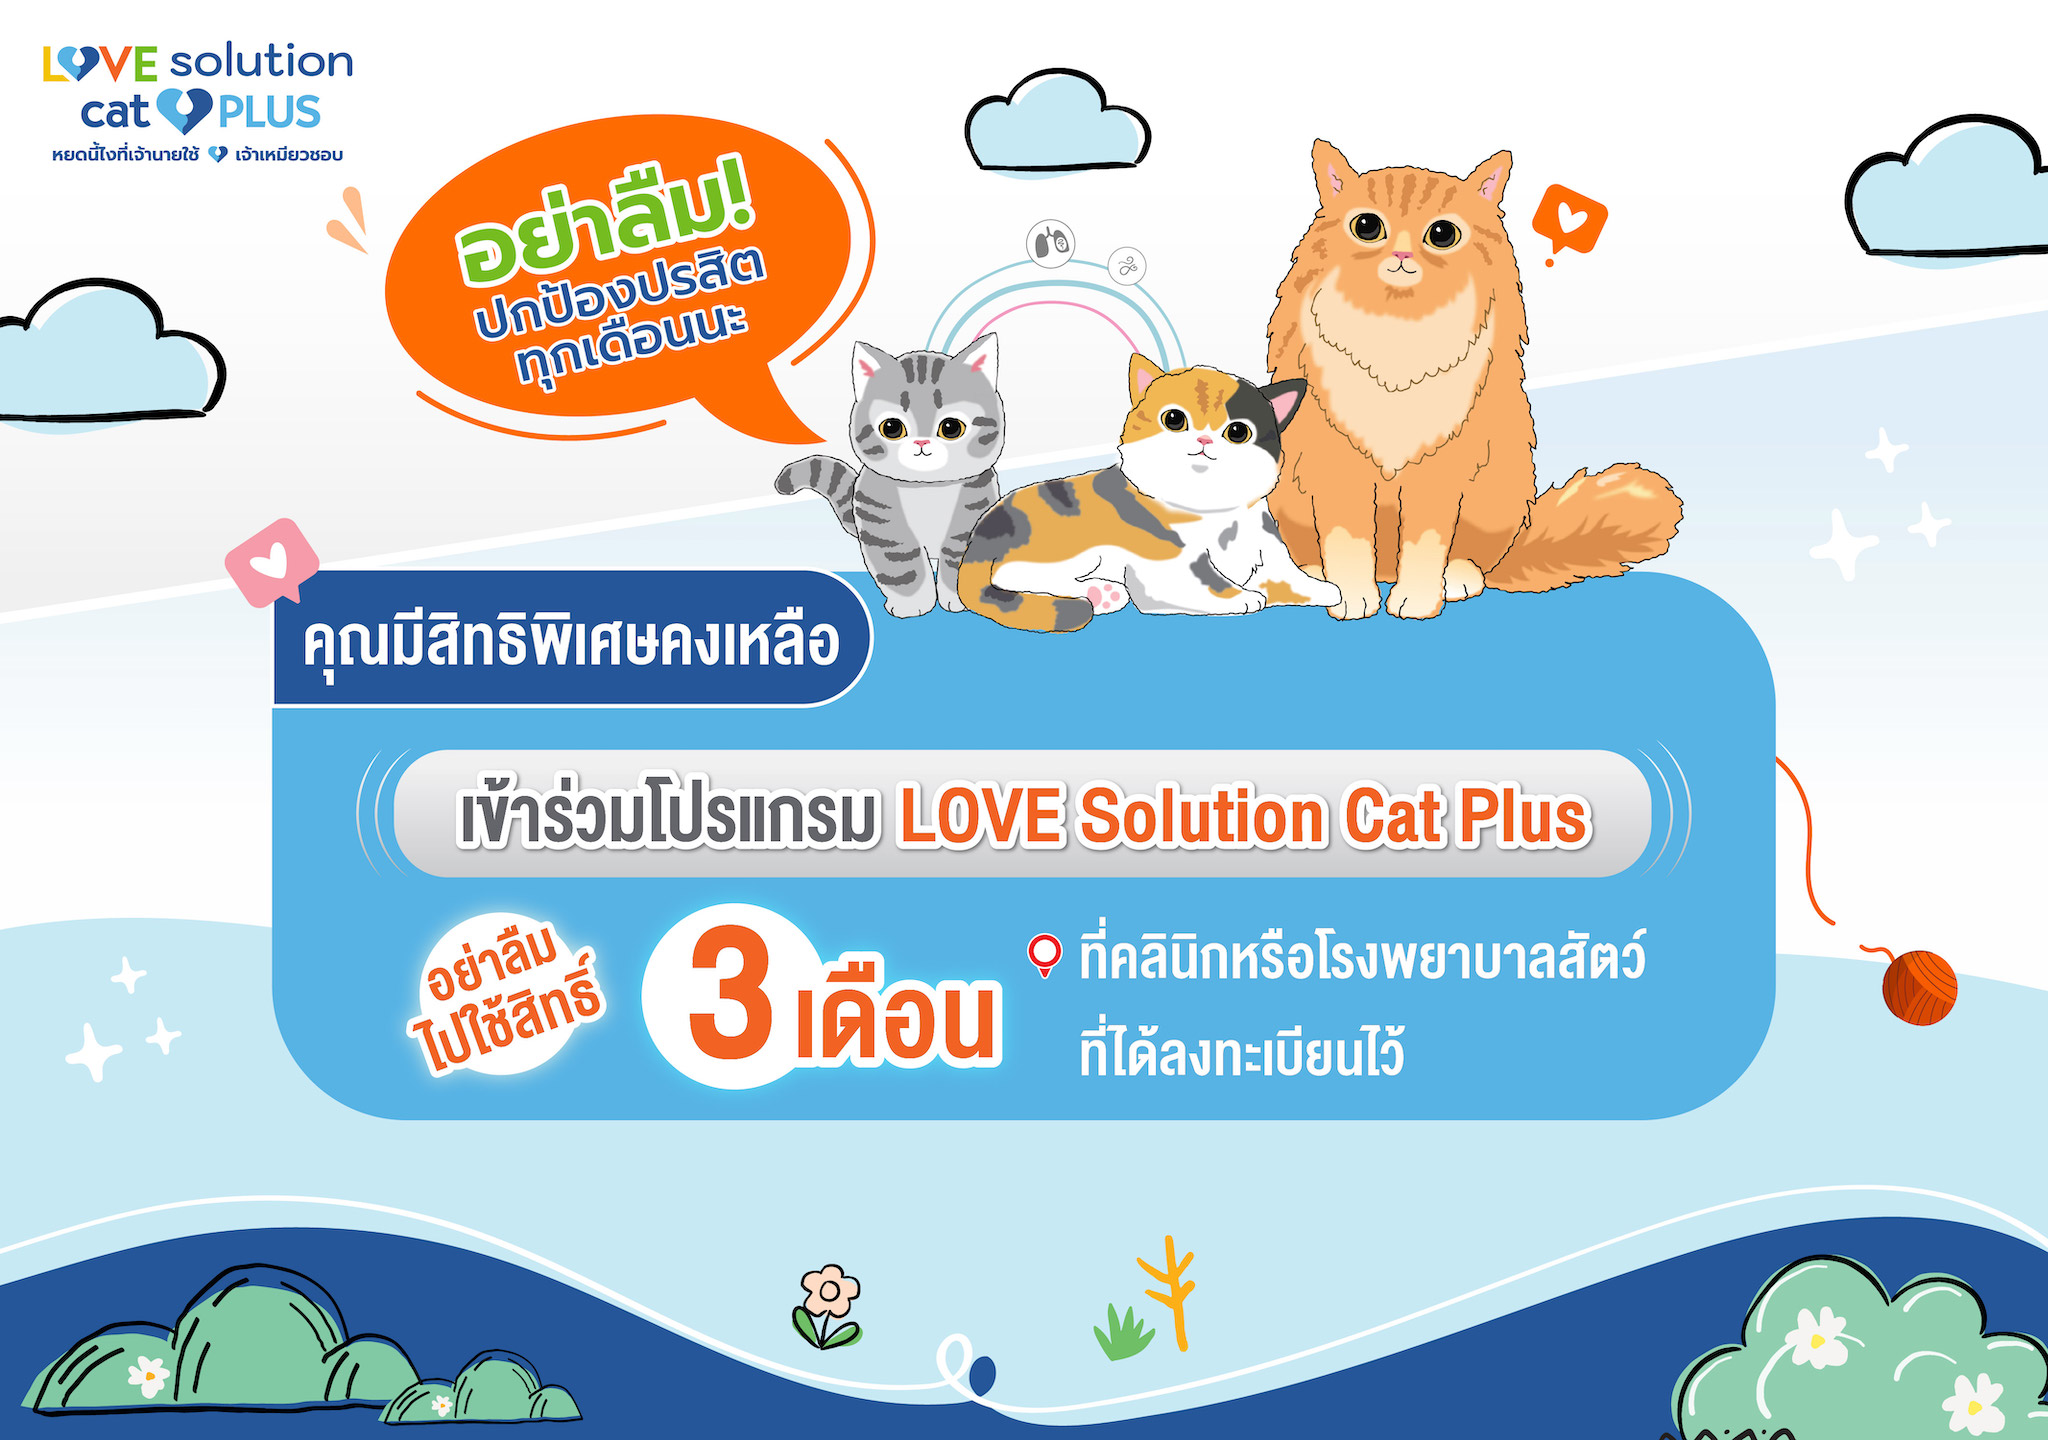 LOVE solution
cat PLUS
หยดนี้ไงที่เจ้านายใช้ เจ้าเหมียวชอบ
อย่าลืม!
ปกป้องปรสิต
ทุกเดือนนะ
คุณมีสิทธิพิเศษคงเหลือ
เข้าร่วมโปรแกรม LOVE Solution Cat Plus
อย่าลืม
ไปใช้สิทธิ์
3 เดือน
ที่คลินิกหรือโรงพยาบาลสัตว์
ที่ได้ลงทะเบียนไว้